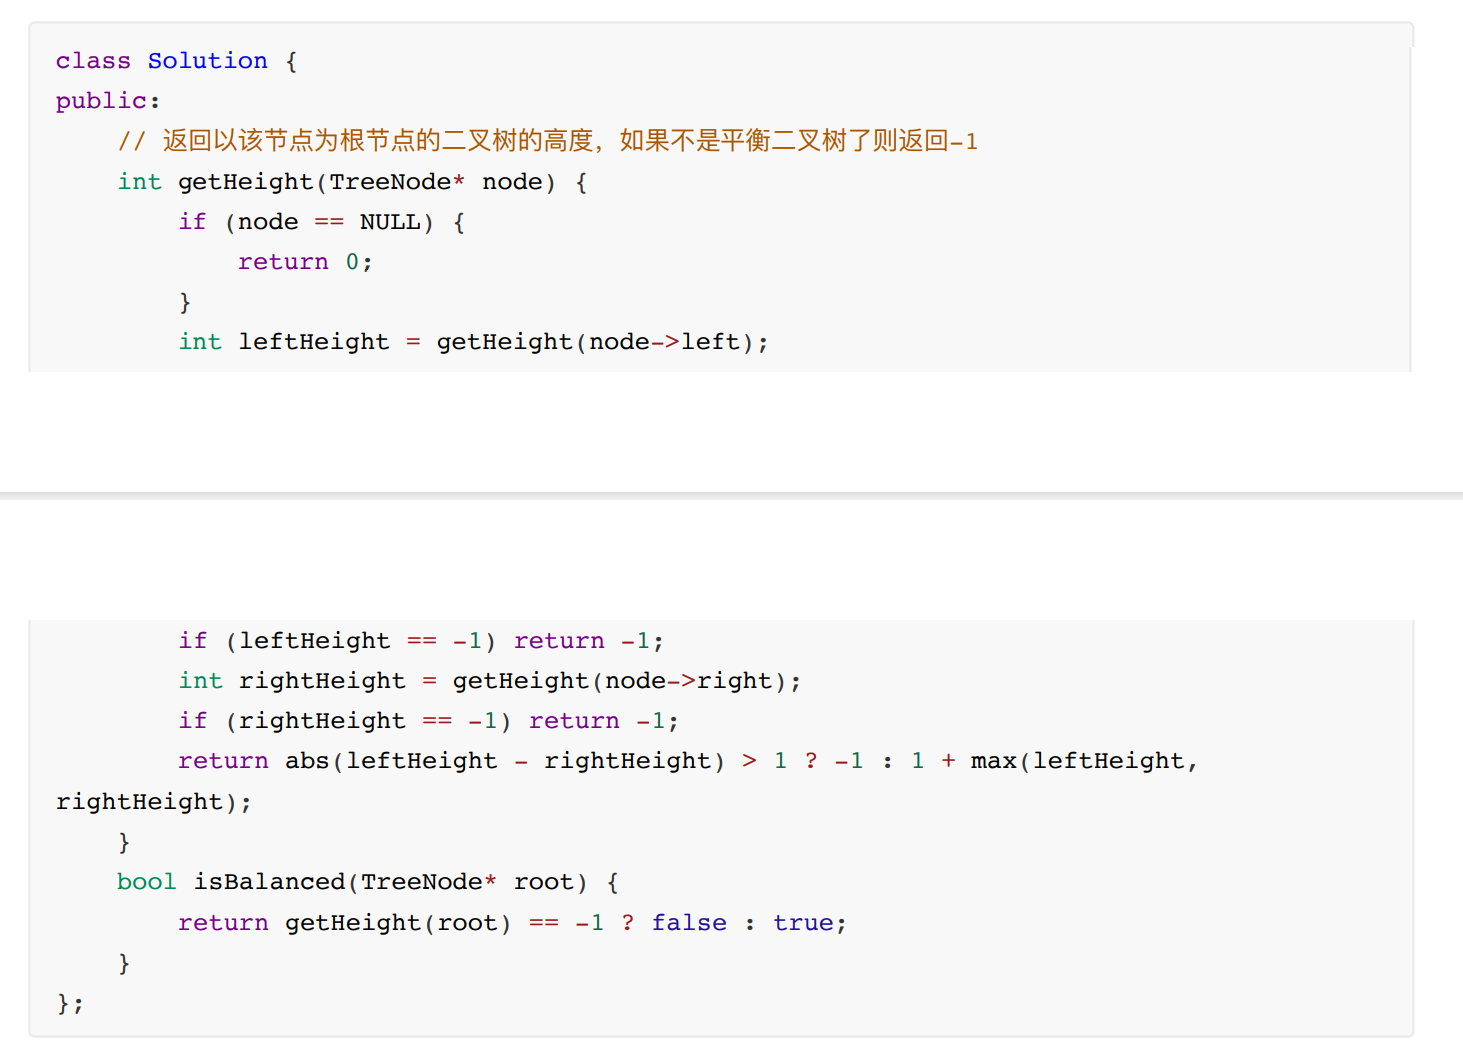 class Solution {
public:
    // 返回以该节点为根节点的二叉树的高度，如果不是平衡二叉树了则返回-1
    int getHeight(TreeNode* node) {
        if (node == NULL) {
            return 0;
        }
        int leftHeight = getHeight(node->left);
        if (leftHeight == -1) return -1;
        int rightHeight = getHeight(node->right);
        if (rightHeight == -1) return -1;
        return abs(leftHeight - rightHeight) > 1 ? -1 : 1 + max(leftHeight,
rightHeight);
    }
    bool isBalanced(TreeNode* root) {
        return getHeight(root) == -1 ? false : true;
    }
};